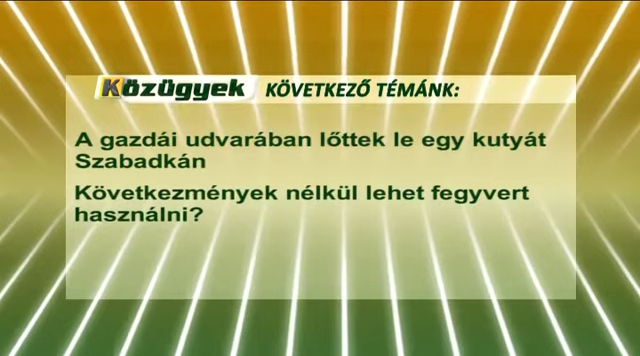 Közügyek KÖVETKEZŐ TÉMÁNK:
A gazdái udvarában lőttek le egy kutyát
Szabadkán
Következmények nélkül lehet fegyvert
használni?